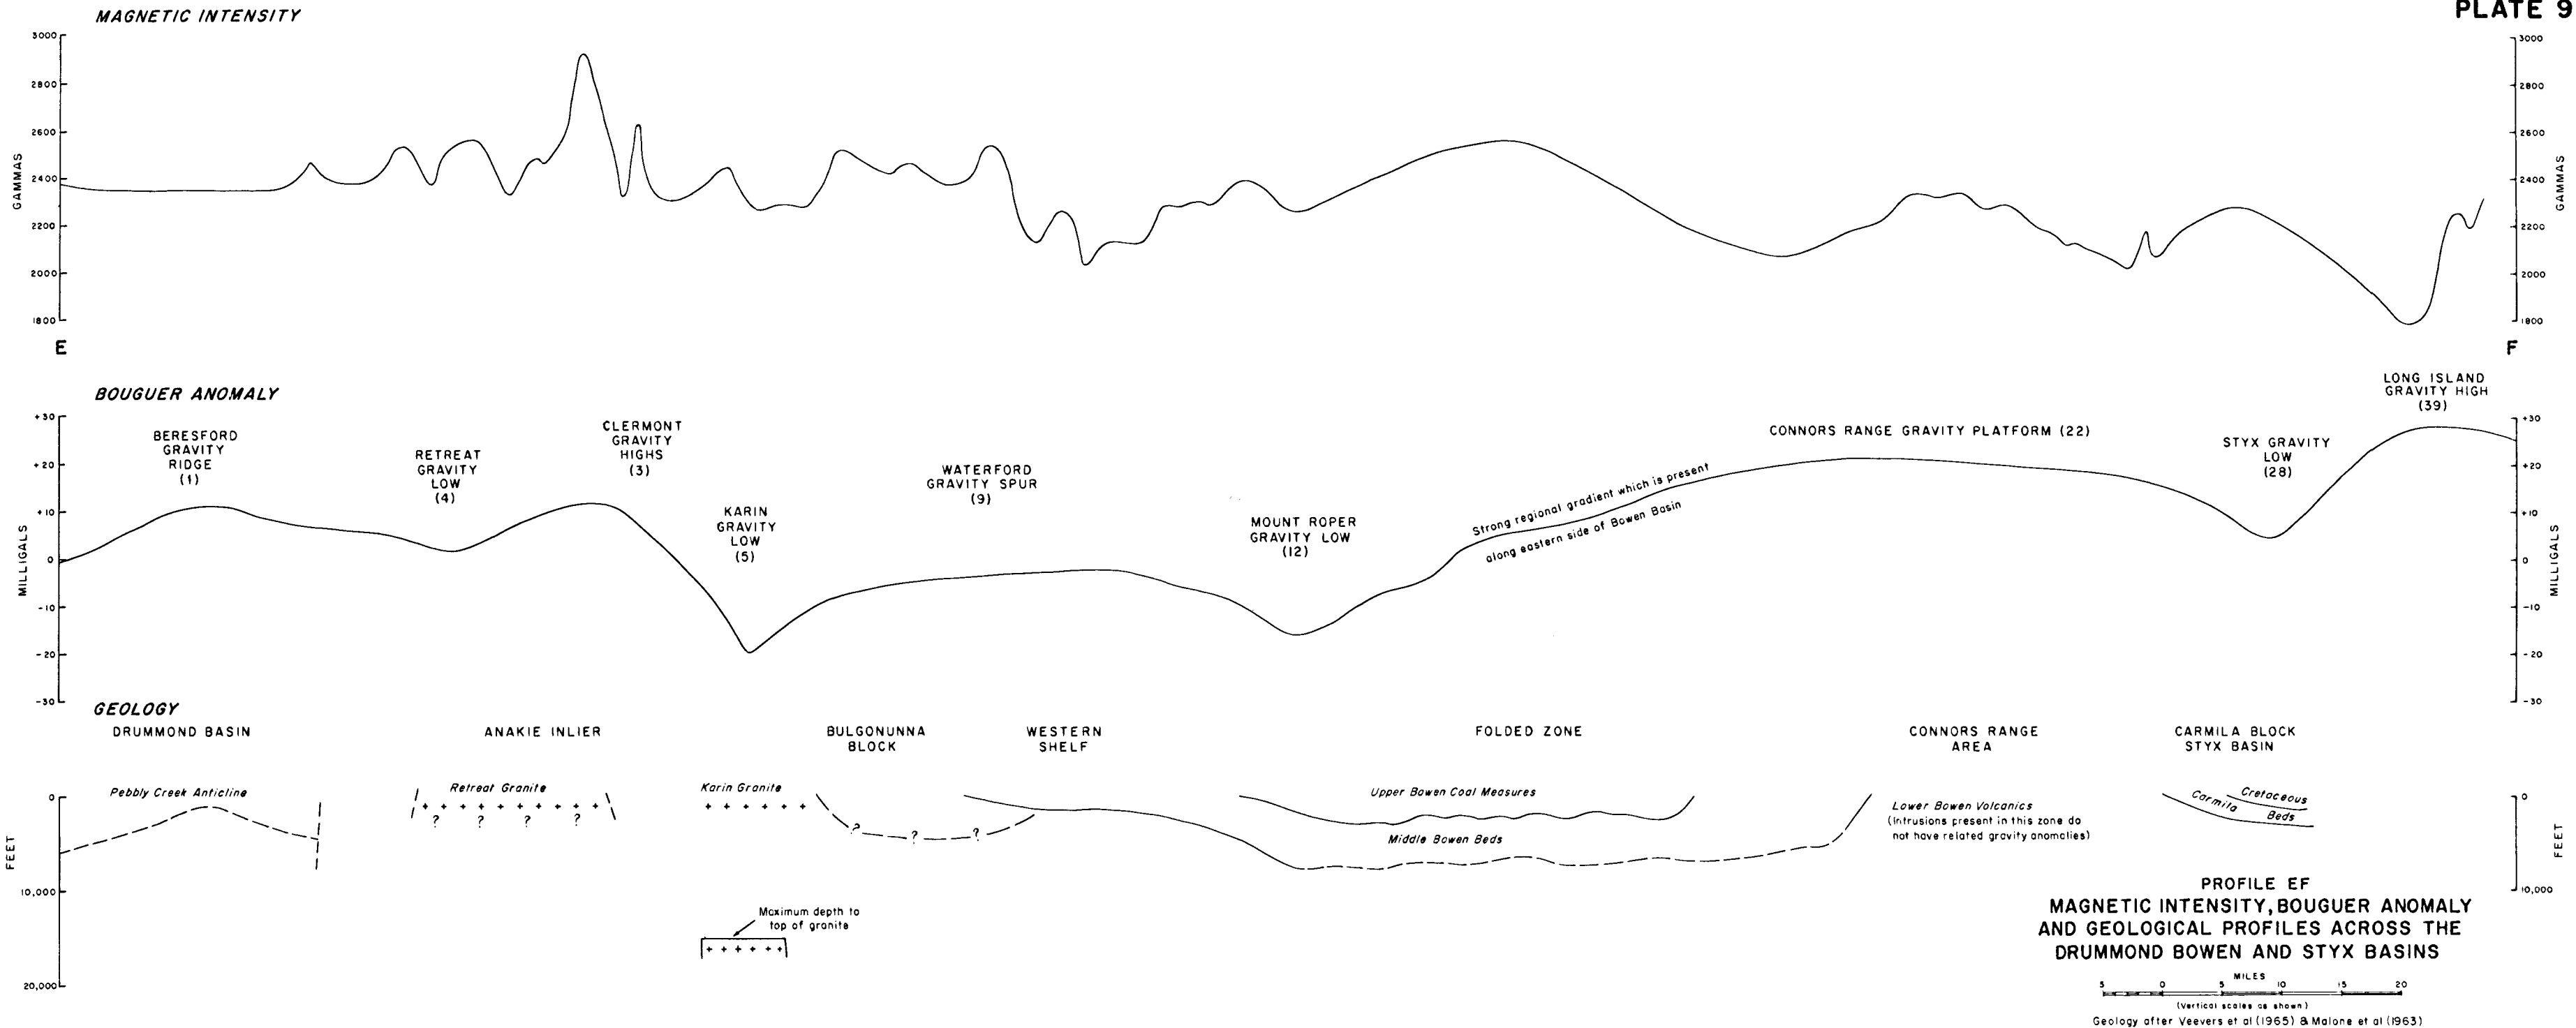 PLATE 9
MAGNETIC INTENSITY
3000
2800
2600
2400
2200
2000
1800
GAMMAS
3000
2800
2600
2400
2200
2000
1800
GAMMAS
E
F
BOUGUER ANOMALY
+30
+20
+10
0
-10
-20
-30
MILLIGALS
BERESFORD
GRAVITY
RIDGE
(1)
RETREAT
GRAVITY
LOW
(4)
CLERMONT
GRAVITY
HIGHS
(3)
KARIN
GRAVITY
LOW
(5)
WATERFORD
GRAVITY SPUR
(9)
MOUNT ROPER
GRAVITY LOW
(12)
Strong regional gradient which is present
along eastern side of Bowen Basin
CONNORS RANGE GRAVITY PLATFORM (22)
STYX GRAVITY
LOW
(28)
LONG ISLAND
GRAVITY HIGH
(39)
+30
+20
+10
0
-10
-20
-30
MILLIGALS
GEOLOGY
DRUMMOND BASIN
ANAKIE INLIER
BULGONUNNA
BLOCK
WESTERN
SHELF
FOLDED ZONE
CONNORS RANGE
AREA
CARMILA BLOCK
STYX BASIN
0
10,000
20,000
FEET
Pebbly Creek Anticline
Retreat Granite
? ? ? ?
Karin Granite
? ? ?
Maximum depth to
top of granite
Upper Bowen Coal Measures
Middle Bowen Beds
Lower Bowen Volcanics
(Intrusions present in this zone do
not have related gravity anomalies)
Cretaceous
Carmila Beds
0
10,000
FEET
PROFILE EF
MAGNETIC INTENSITY, BOUGUER ANOMALY
AND GEOLOGICAL PROFILES ACROSS THE
DRUMMOND BOWEN AND STYX BASINS
MILES
5 0 5 10 15 20
(Vertical scales as shown)
Geology after Veevers et al (1965) & Malone et al (1963)